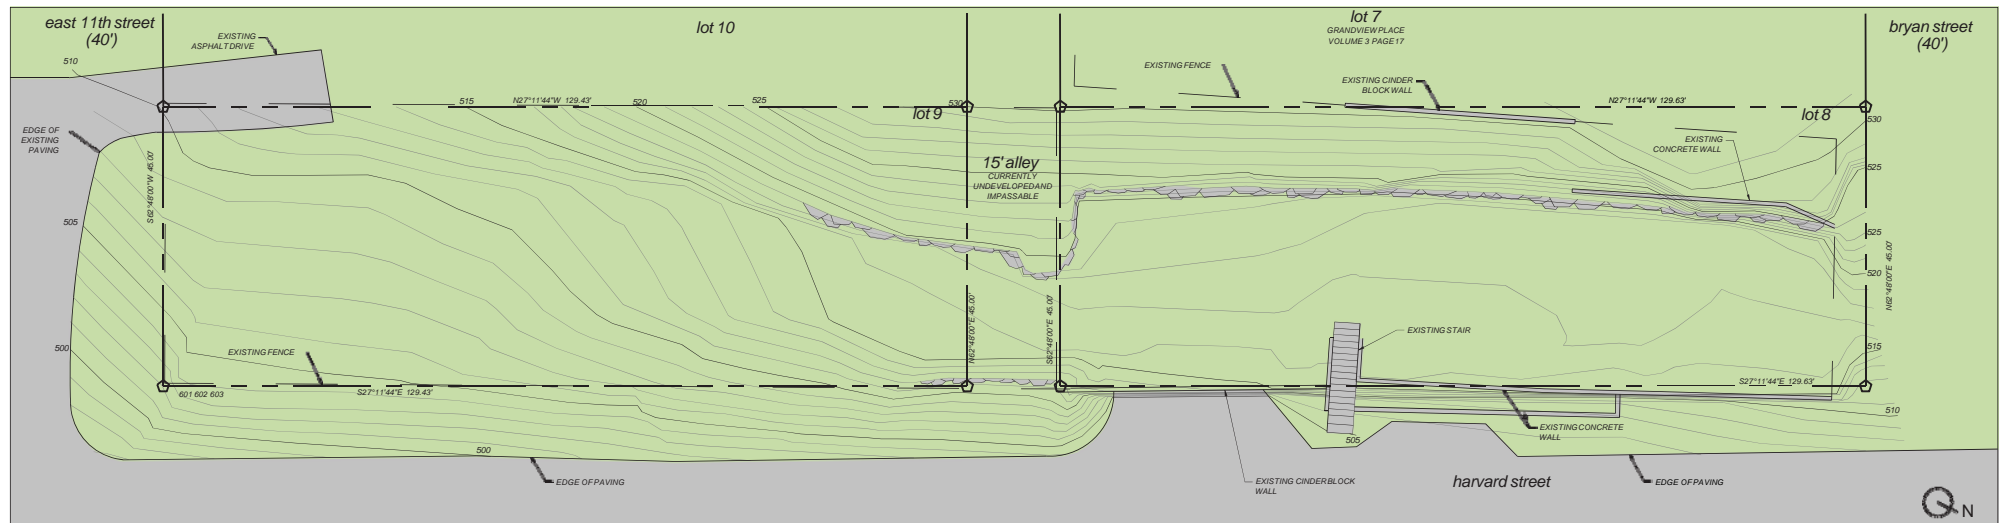 east 11th street
(40')
lot 10
lot 7
GRANDVIEW PLACE
VOLUME 3 PAGE 17
bryan street
(40')
EXISTING
ASPHALT DRIVE
510
EXISTING FENCE
EXISTING CINDER
BLOCK WALL
515
N27°11'44"W 129.43'
520
525
530
N27°11'44"W 129.63'
lot 9
lot 8
530
EDGE OF
EXISTING
PAVING
EXISTING
CONCRETE WALL
15' alley
CURRENTLY
UNDEVELOPED AND
IMPASSABLE
525
S62°48'00"W 45.00'
505
525
520
N62°48'00"E 45.00'
N62°48'00"E 45.00'
S62°48'00"E 45.00'
EXISTING STAIR
500
EXISTING FENCE
515
601 602 603
S27°11'44"E 129.43'
S27°11'44"E 129.63'
510
500
505
EXISTING CONCRETE
WALL
EDGE OF PAVING
EXISTING CINDER BLOCK
WALL
harvard street
EDGE OF PAVING
N